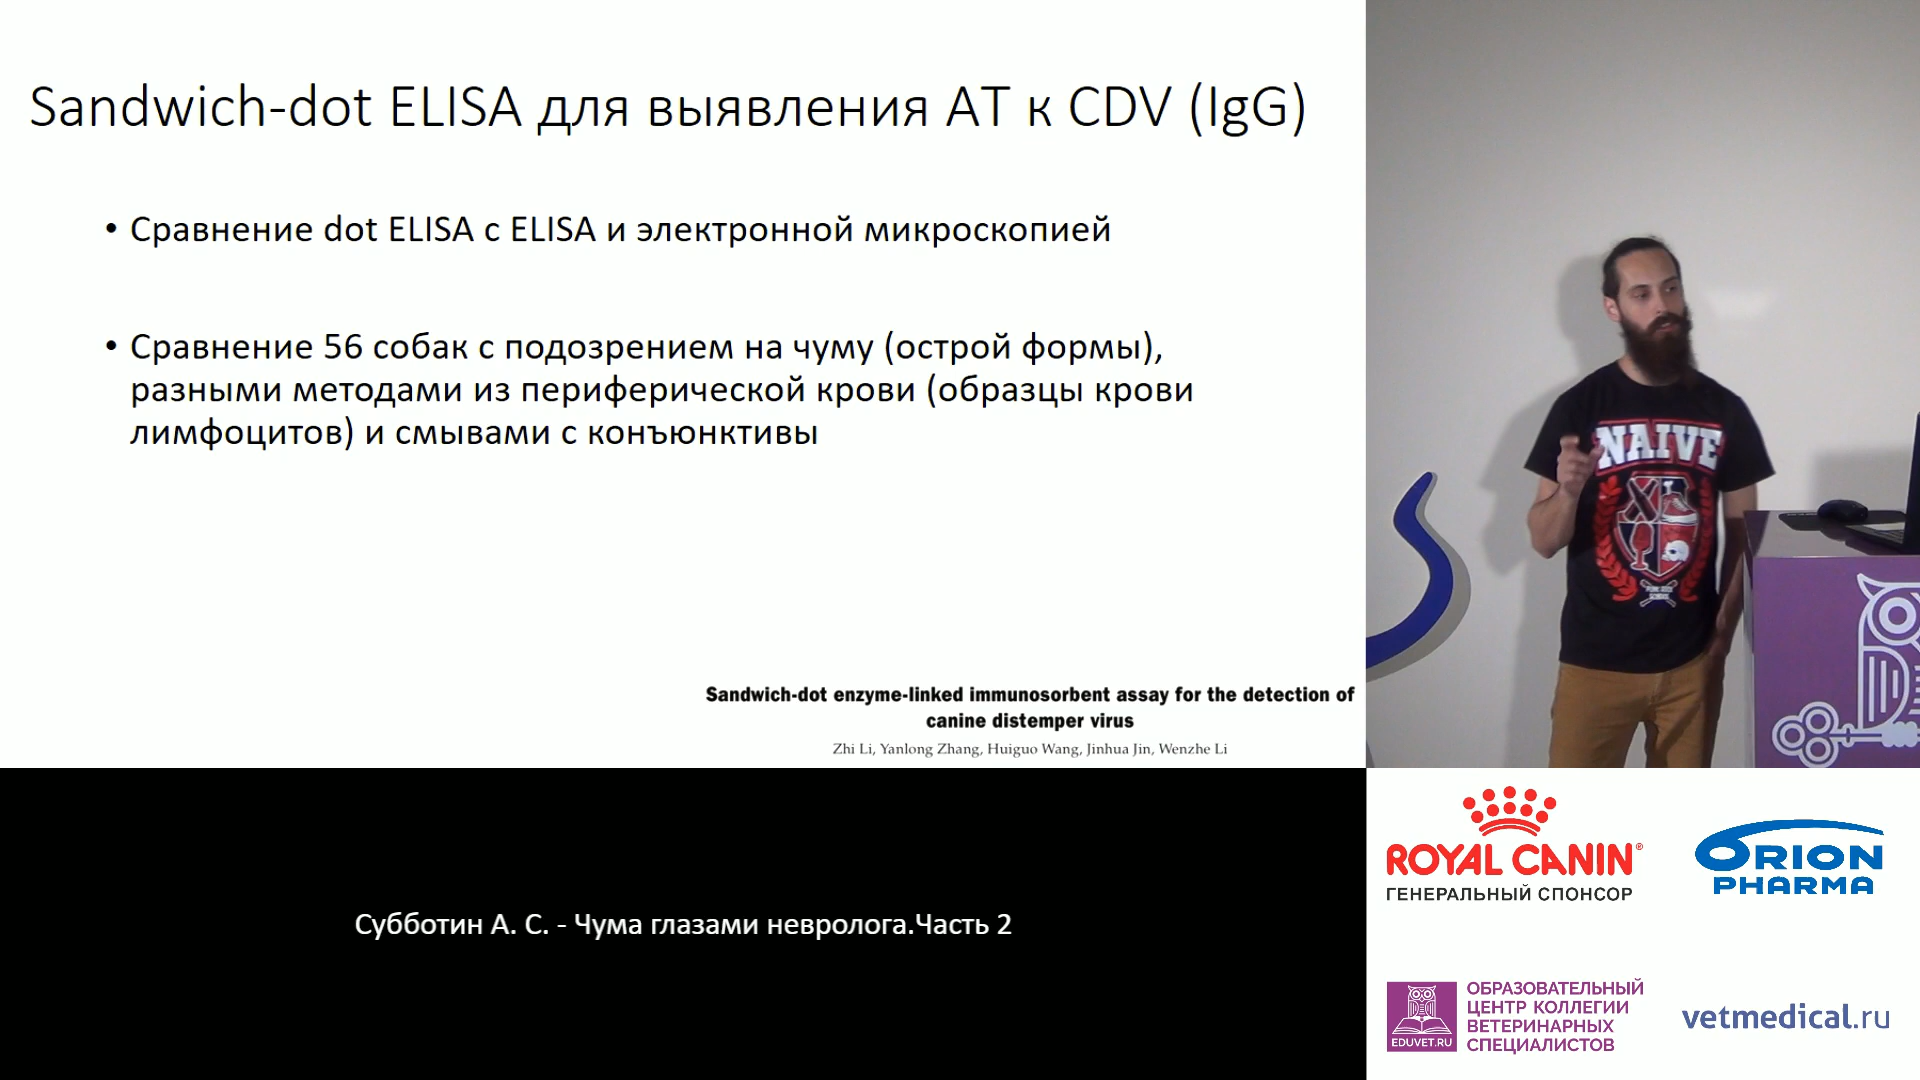 Sandwich-dot ELISA для выявления АТ к CDV (IgG)
• Сравнение dot ELISA с ELISA и электронной микроскопией
• Сравнение 56 собак с подозрением на чуму (острой формы),
разными методами из периферической крови (образцы крови
лимфоцитов) и смывами с конъюнктивы
Sandwich-dot enzyme-linked immunosorbent assay for the detection of
canine distemper virus
Zhi Li, Yanlong Zhang, Huiguo Wang, Jinhua Jin, Wenzhe Li
NAIVE
Субботин А. С. - Чума глазами невролога.Часть 2
ROYAL CANIN®
ГЕНЕРАЛЬНЫЙ СПОНСОР
ORION
PHARMA
EDUVET.RU
ОБРАЗОВАТЕЛЬНЫЙ
ЦЕНТР КОЛЛЕГИИ
ВЕТЕРИНАРНЫХ
СПЕЦИАЛИСТОВ
vetmedical.ru